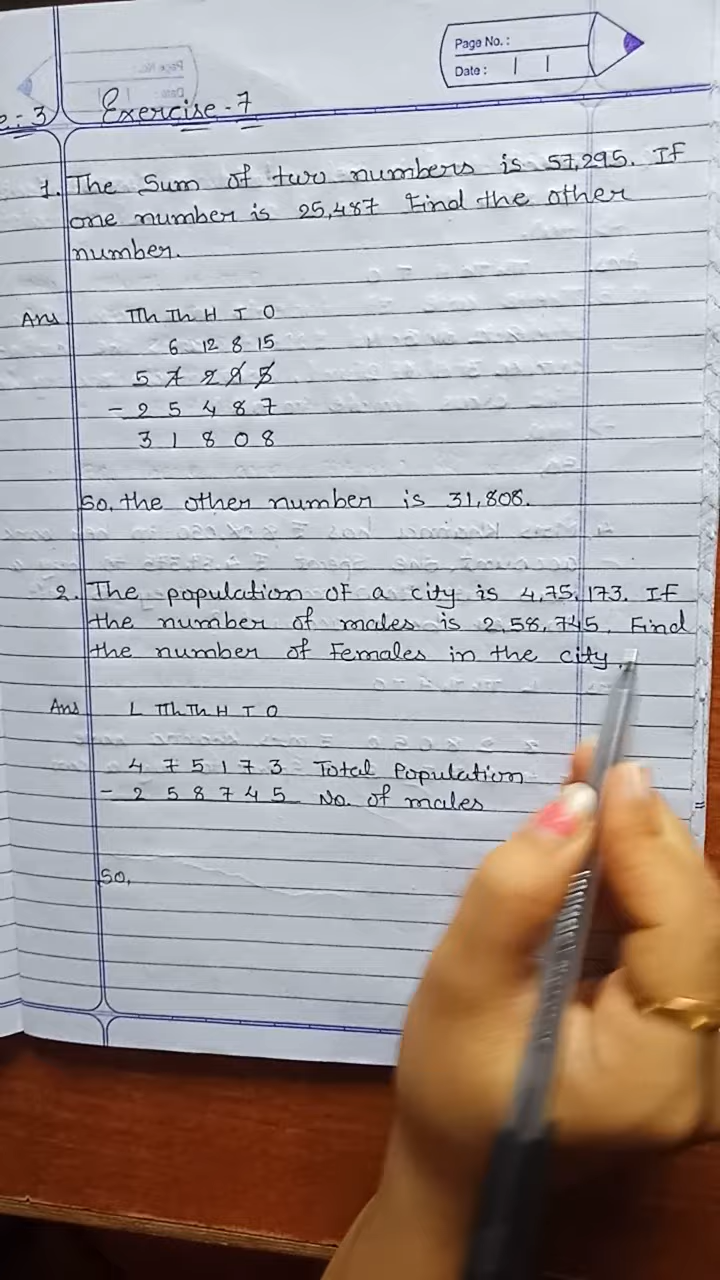 Page No. :
Date :
Exercise-7
1. The Sum of two numbers is 57,295. If
one number is 25,487 Find the other
number.
Ans TTh Th H T O
6 12 8 15
5 7 2 9 5
- 2 5 4 8 7
3 1 8 0 8
So, the other number is 31,808.
2. The population of a city is 4,75,173. If
the number of males is 2,58,745. Find
the number of Females in the city.
Ans L TTh Th H T O
4 7 5 1 7 3 Total Population
- 2 5 8 7 4 5 No. of males
So,